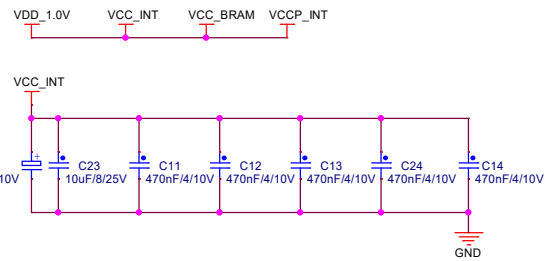 VDD_1.0V VCC_INT VCC_BRAM VCCP_INT
VCC_INT
+
C23 C11 C12 C13 C24 C14
10V 10uF/8/25V 470nF/4/10V 470nF/4/10V 470nF/4/10V 470nF/4/10V 470nF/4/10V
GND